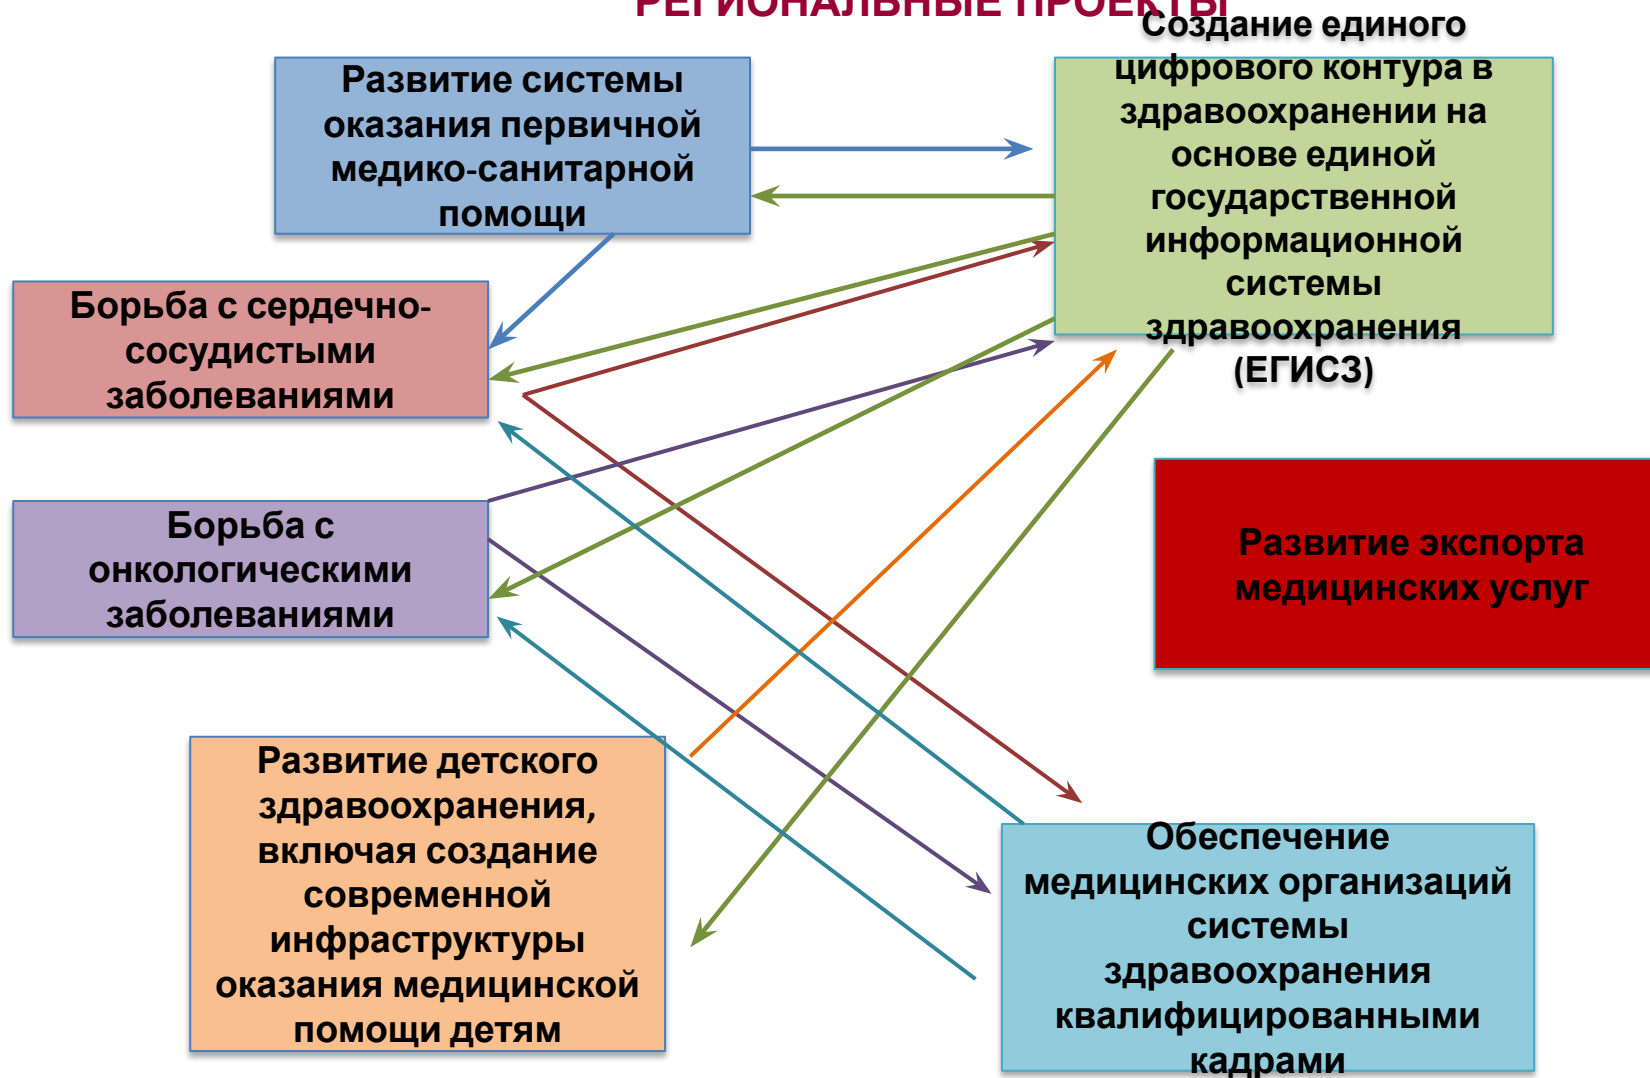 РЕГИОНАЛЬНЫЕ ПРОЕКТЫ
Развитие системы
оказания первичной
медико-санитарной
помощи
Создание единого
цифрового контура в
здравоохранении на
основе единой
государственной
информационной
системы
здравоохранения
(ЕГИСЗ)
Борьба с сердечно-
сосудистыми
заболеваниями
Борьба с
онкологическими
заболеваниями
Развитие экспорта
медицинских услуг
Развитие детского
здравоохранения,
включая создание
современной
инфраструктуры
оказания медицинской
помощи детям
Обеспечение
медицинских организаций
системы
здравоохранения
квалифицированными
кадрами